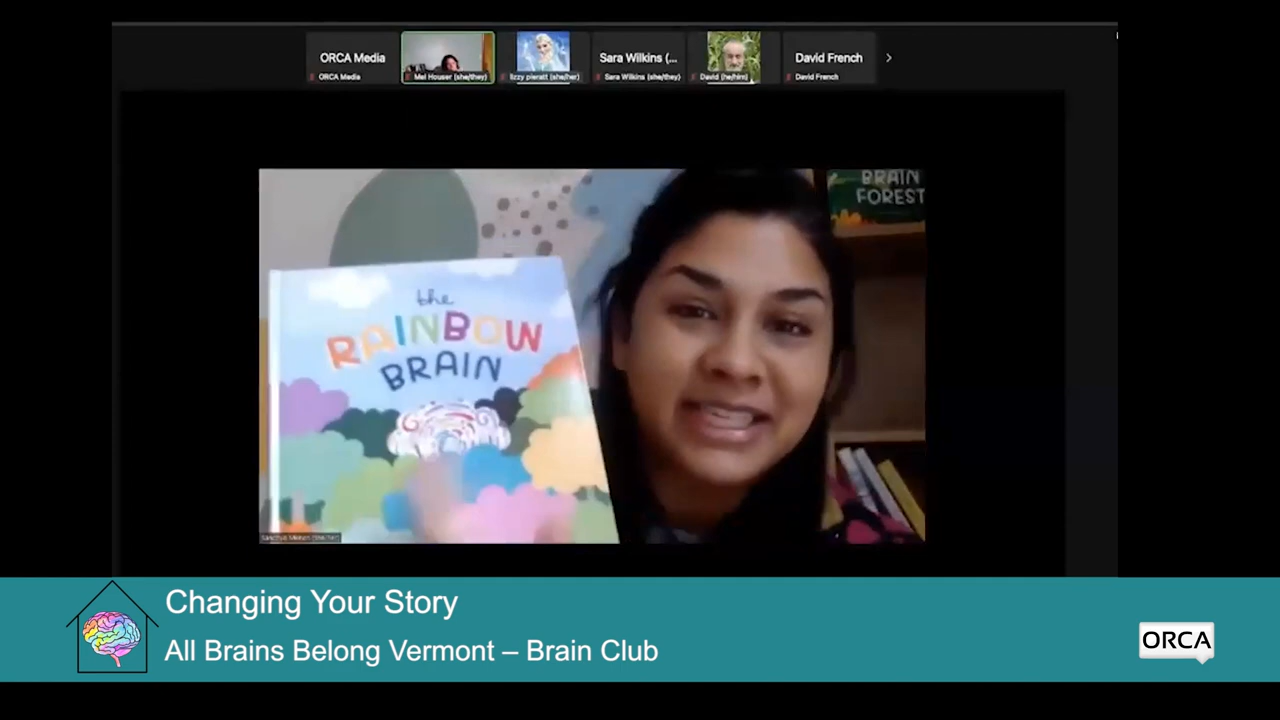 ORCA Media
Sara Wilkins (...
David French
ORCA Media
Mel Houser (she/they)
lizzy pieratt (she/her)
Sara Wilkins (she/they)
David (he/him)
David French
BRAIN
FOREST
the
RAINBOW
BRAIN
Changing Your Story
All Brains Belong Vermont – Brain Club
ORCA